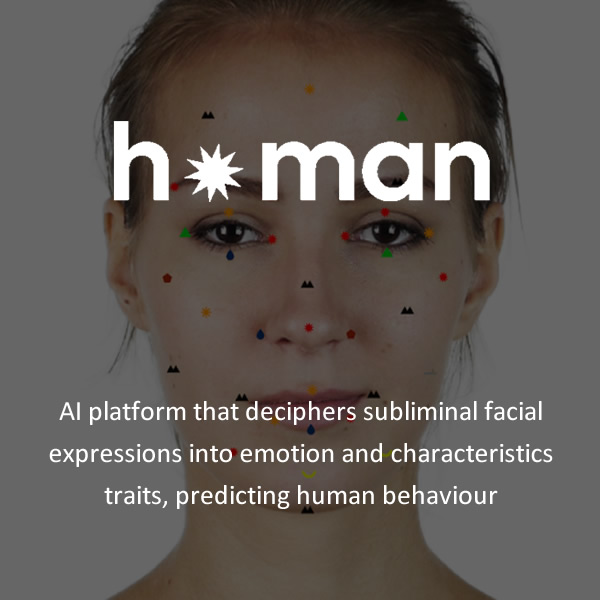 h✷man
AI platform that deciphers subliminal facial
expressions into emotion and characteristics
traits, predicting human behaviour